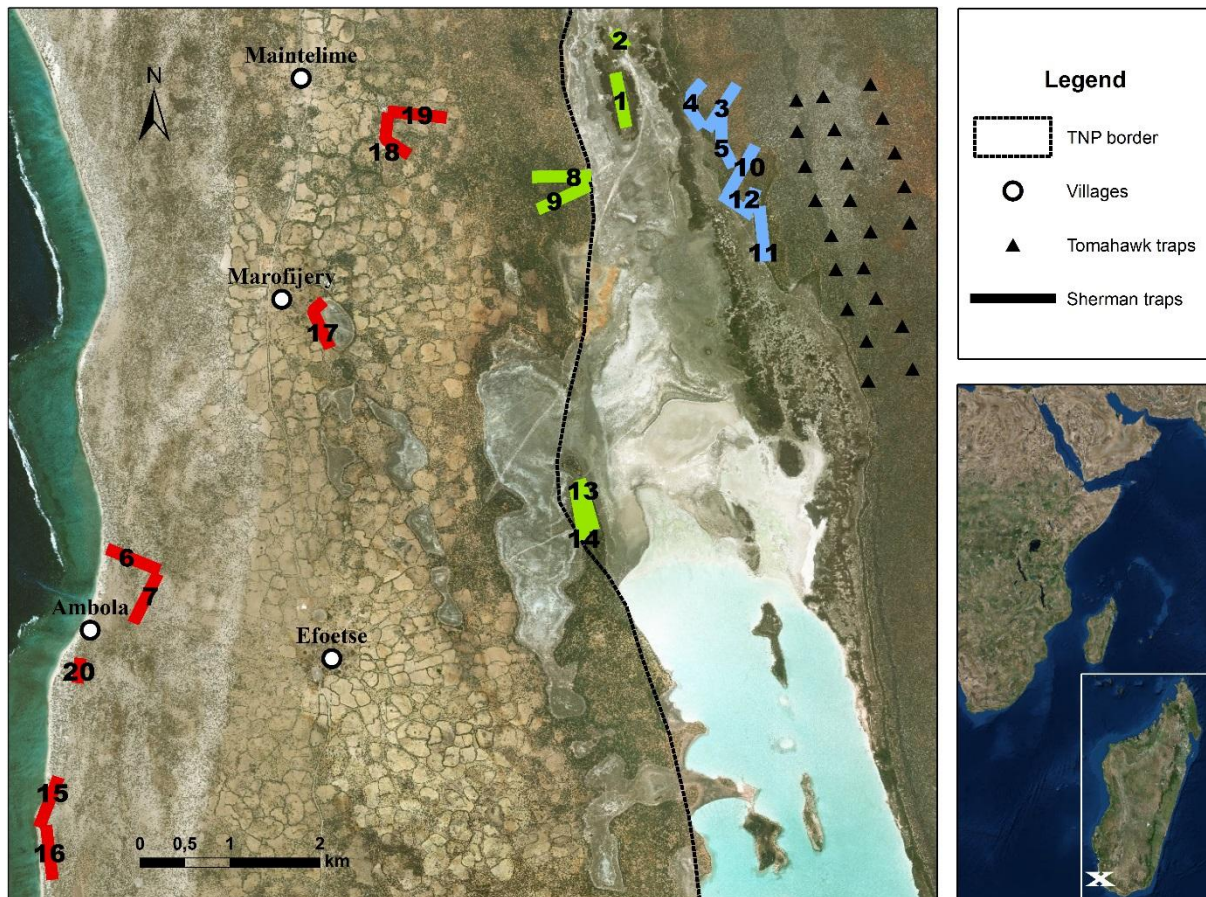 2
Maintelime
N
1
4
3
19
18
5
10
8
9
12
11
Marofijery
17
13
14
6
7
Ambola
Efoetse
20
15
16
0 0,5 1 2
km
Legend
TNP border
Villages
Tomahawk traps
Sherman traps